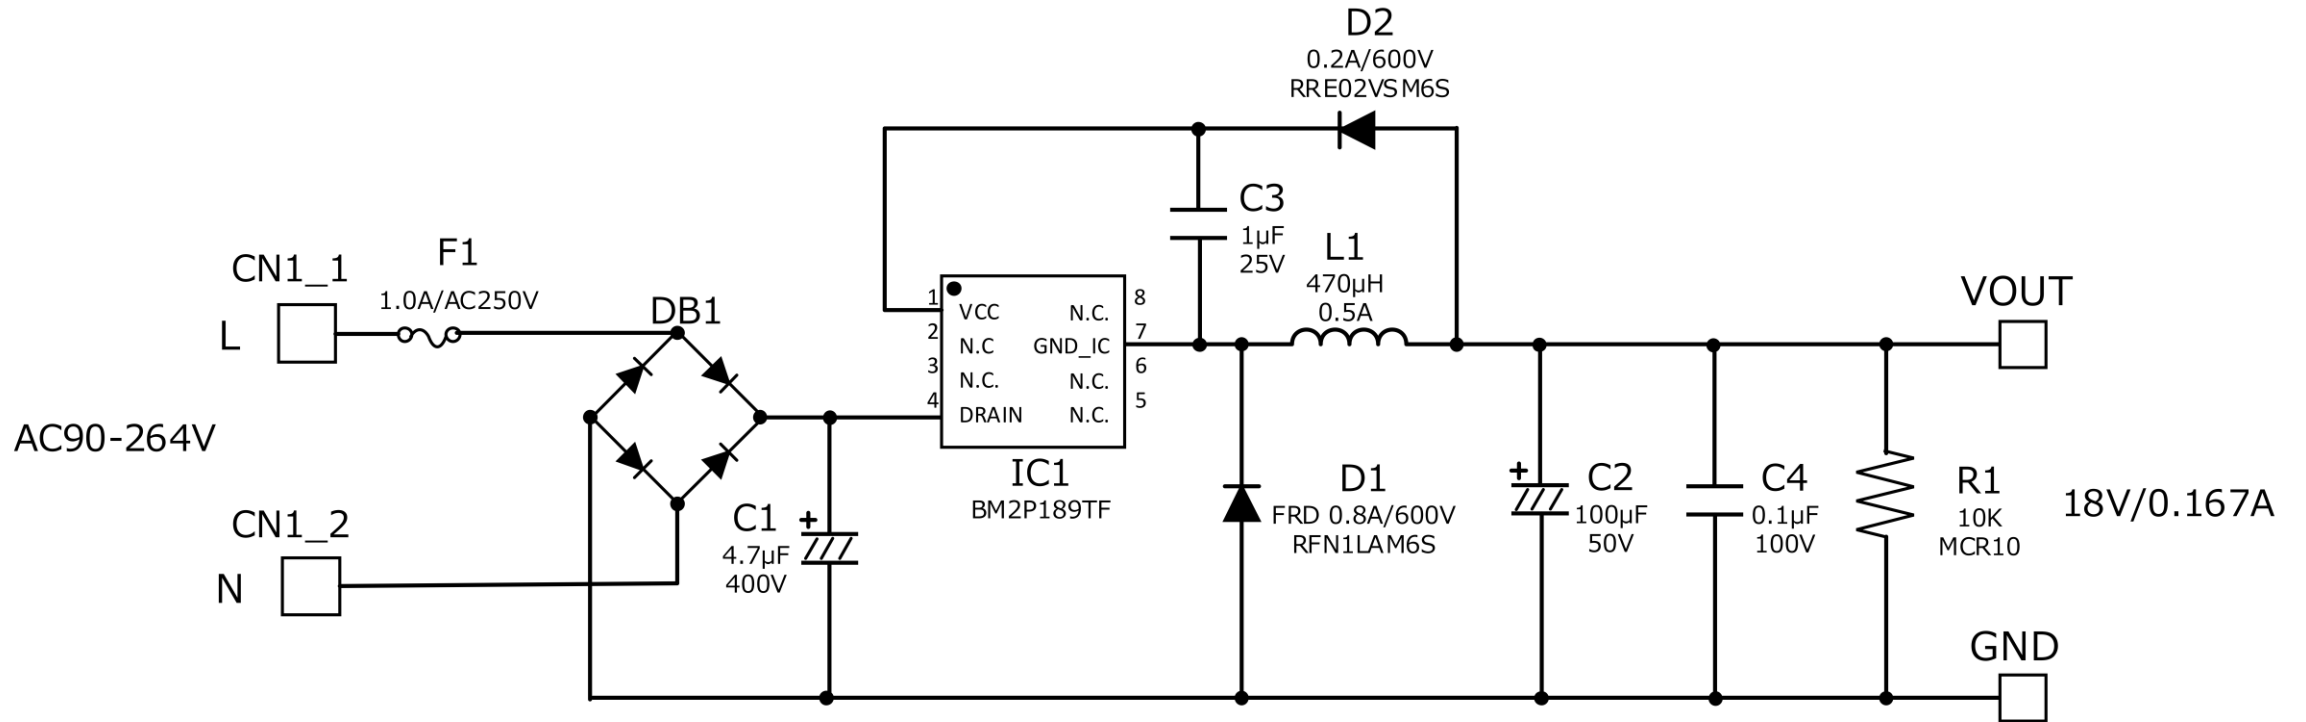 D2
0.2A/600V
RRE02VSM6S
C3
1μF
25V
L1
470μH
0.5A
CN1_1
F1
1.0A/AC250V
L
DB1
VOUT
1 VCC N.C. 8
2 N.C GND_IC 7
3 N.C. N.C. 6
4 DRAIN N.C. 5
IC1
BM2P189TF
AC90-264V
C1
+
4.7μF
400V
D1
FRD 0.8A/600V
RFN1LAM6S
+
C2
100μF
50V
C4
0.1μF
100V
R1
10K
MCR10
18V/0.167A
CN1_2
N
GND